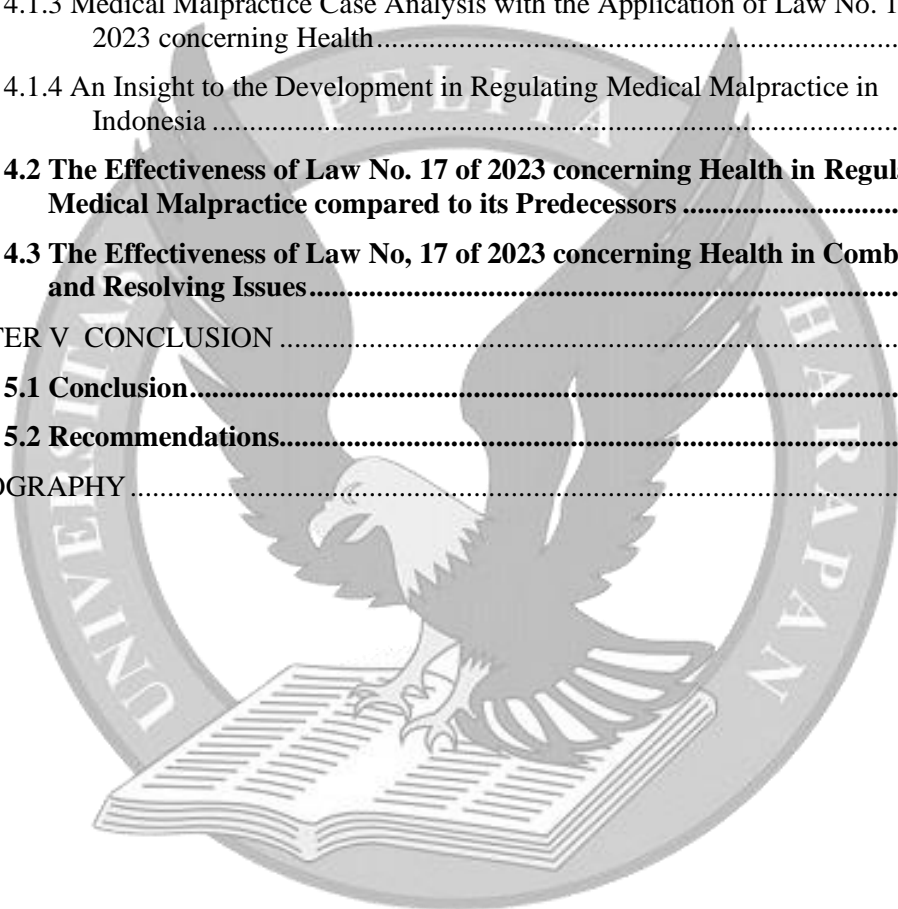 4.1.3 Medical Malpractice Case Analysis with the Application of Law No. 1
2023 concerning Health..........................................................................
4.1.4 An Insight to the Development in Regulating Medical Malpractice in
Indonesia ..................................................................................................
4.2 The Effectiveness of Law No. 17 of 2023 concerning Health in Regul
Medical Malpractice compared to its Predecessors ..............................
4.3 The Effectiveness of Law No, 17 of 2023 concerning Health in Comb
and Resolving Issues..................................................................................
TER V CONCLUSION ..................................................................................
5.1 Conclusion..................................................................................................
5.2 Recommendations.....................................................................................
OGRAPHY ..................................................................................................
UNIVERSITAS PELITA HARAPAN